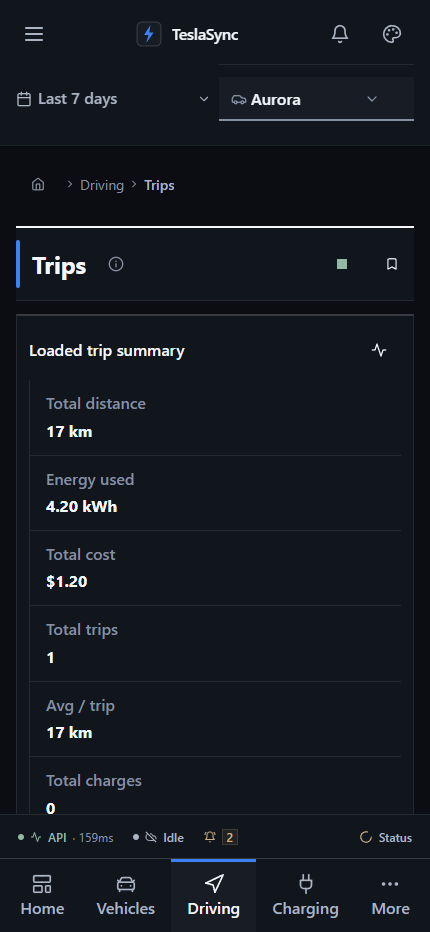 TeslaSync
Last 7 days
Aurora
Driving
Trips
Trips
Loaded trip summary
Total distance
17 km
Energy used
4.20 kWh
Total cost
$1.20
Total trips
1
Avg / trip
17 km
Total charges
0
API · 159ms
Idle
2
Status
Home
Vehicles
Driving
Charging
More